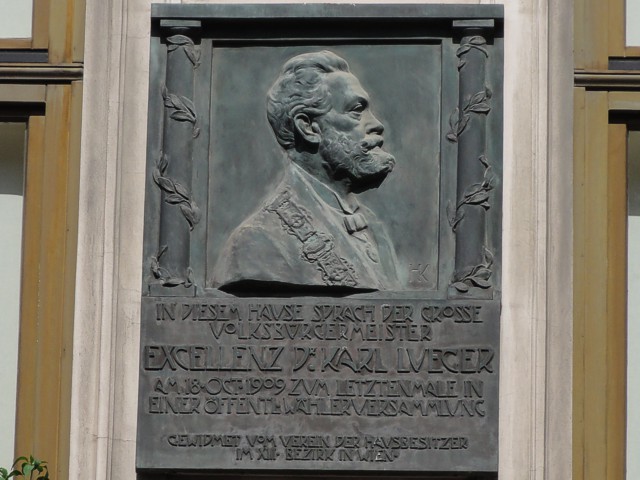 HK
IN DIESEM HAUSE SPRACH DER GROSSE
VOLKSBÜRGERMEISTER
EXCELLENZ DR. KARL LUEGER
AM 18. OCT. 1909 ZUM LETZTENMALE IN
EINER ÖFFENTL. WÄHLERVERSAMMLUNG
GEWIDMET VOM VEREIN DER HAUSBESITZER
IM XIII. BEZIRK IN WIEN.